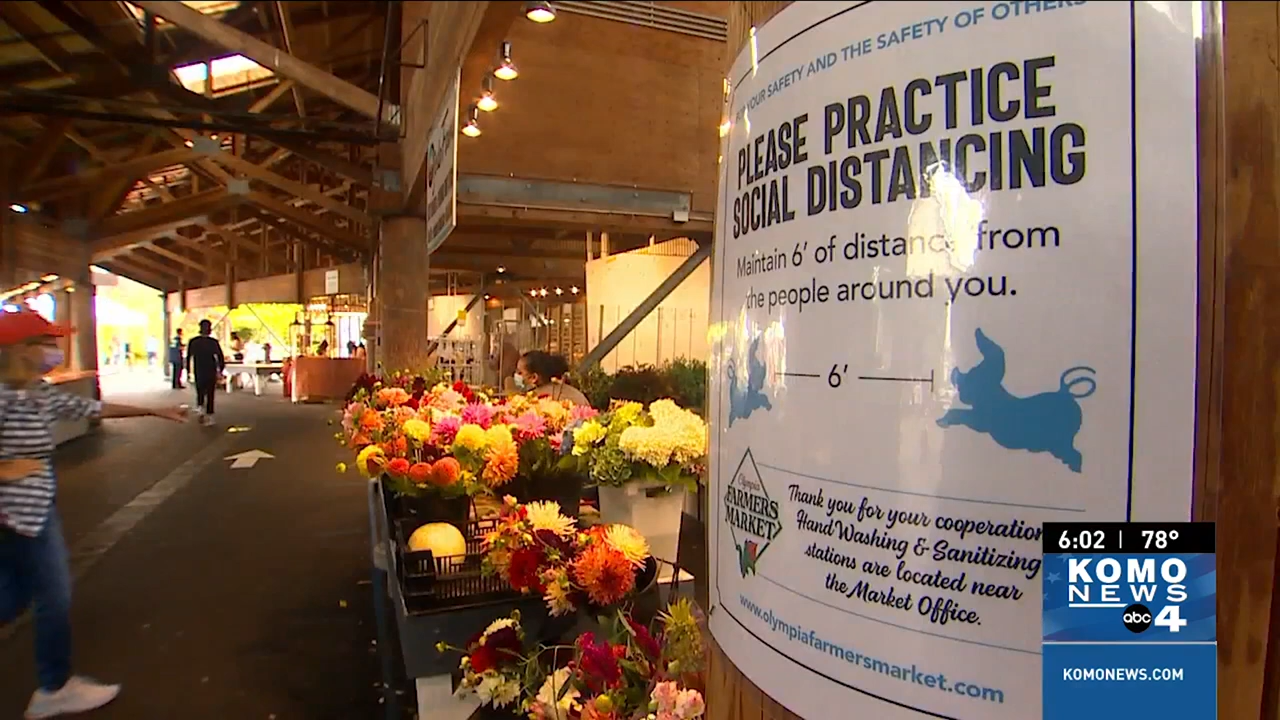 FOR YOUR SAFETY AND THE SAFETY OF OTHERS
PLEASE PRACTICE
SOCIAL DISTANCING
Maintain 6' of distance from
the people around you.
6'
Olympia
FARMERS
MARKET
Thank you for your cooperation
Hand Washing & Sanitizing
stations are located near
the Market Office.
www.olympiafarmersmarket.com
6:02 | 78°
KOMO
NEWS
abc 4
KOMONEWS.COM